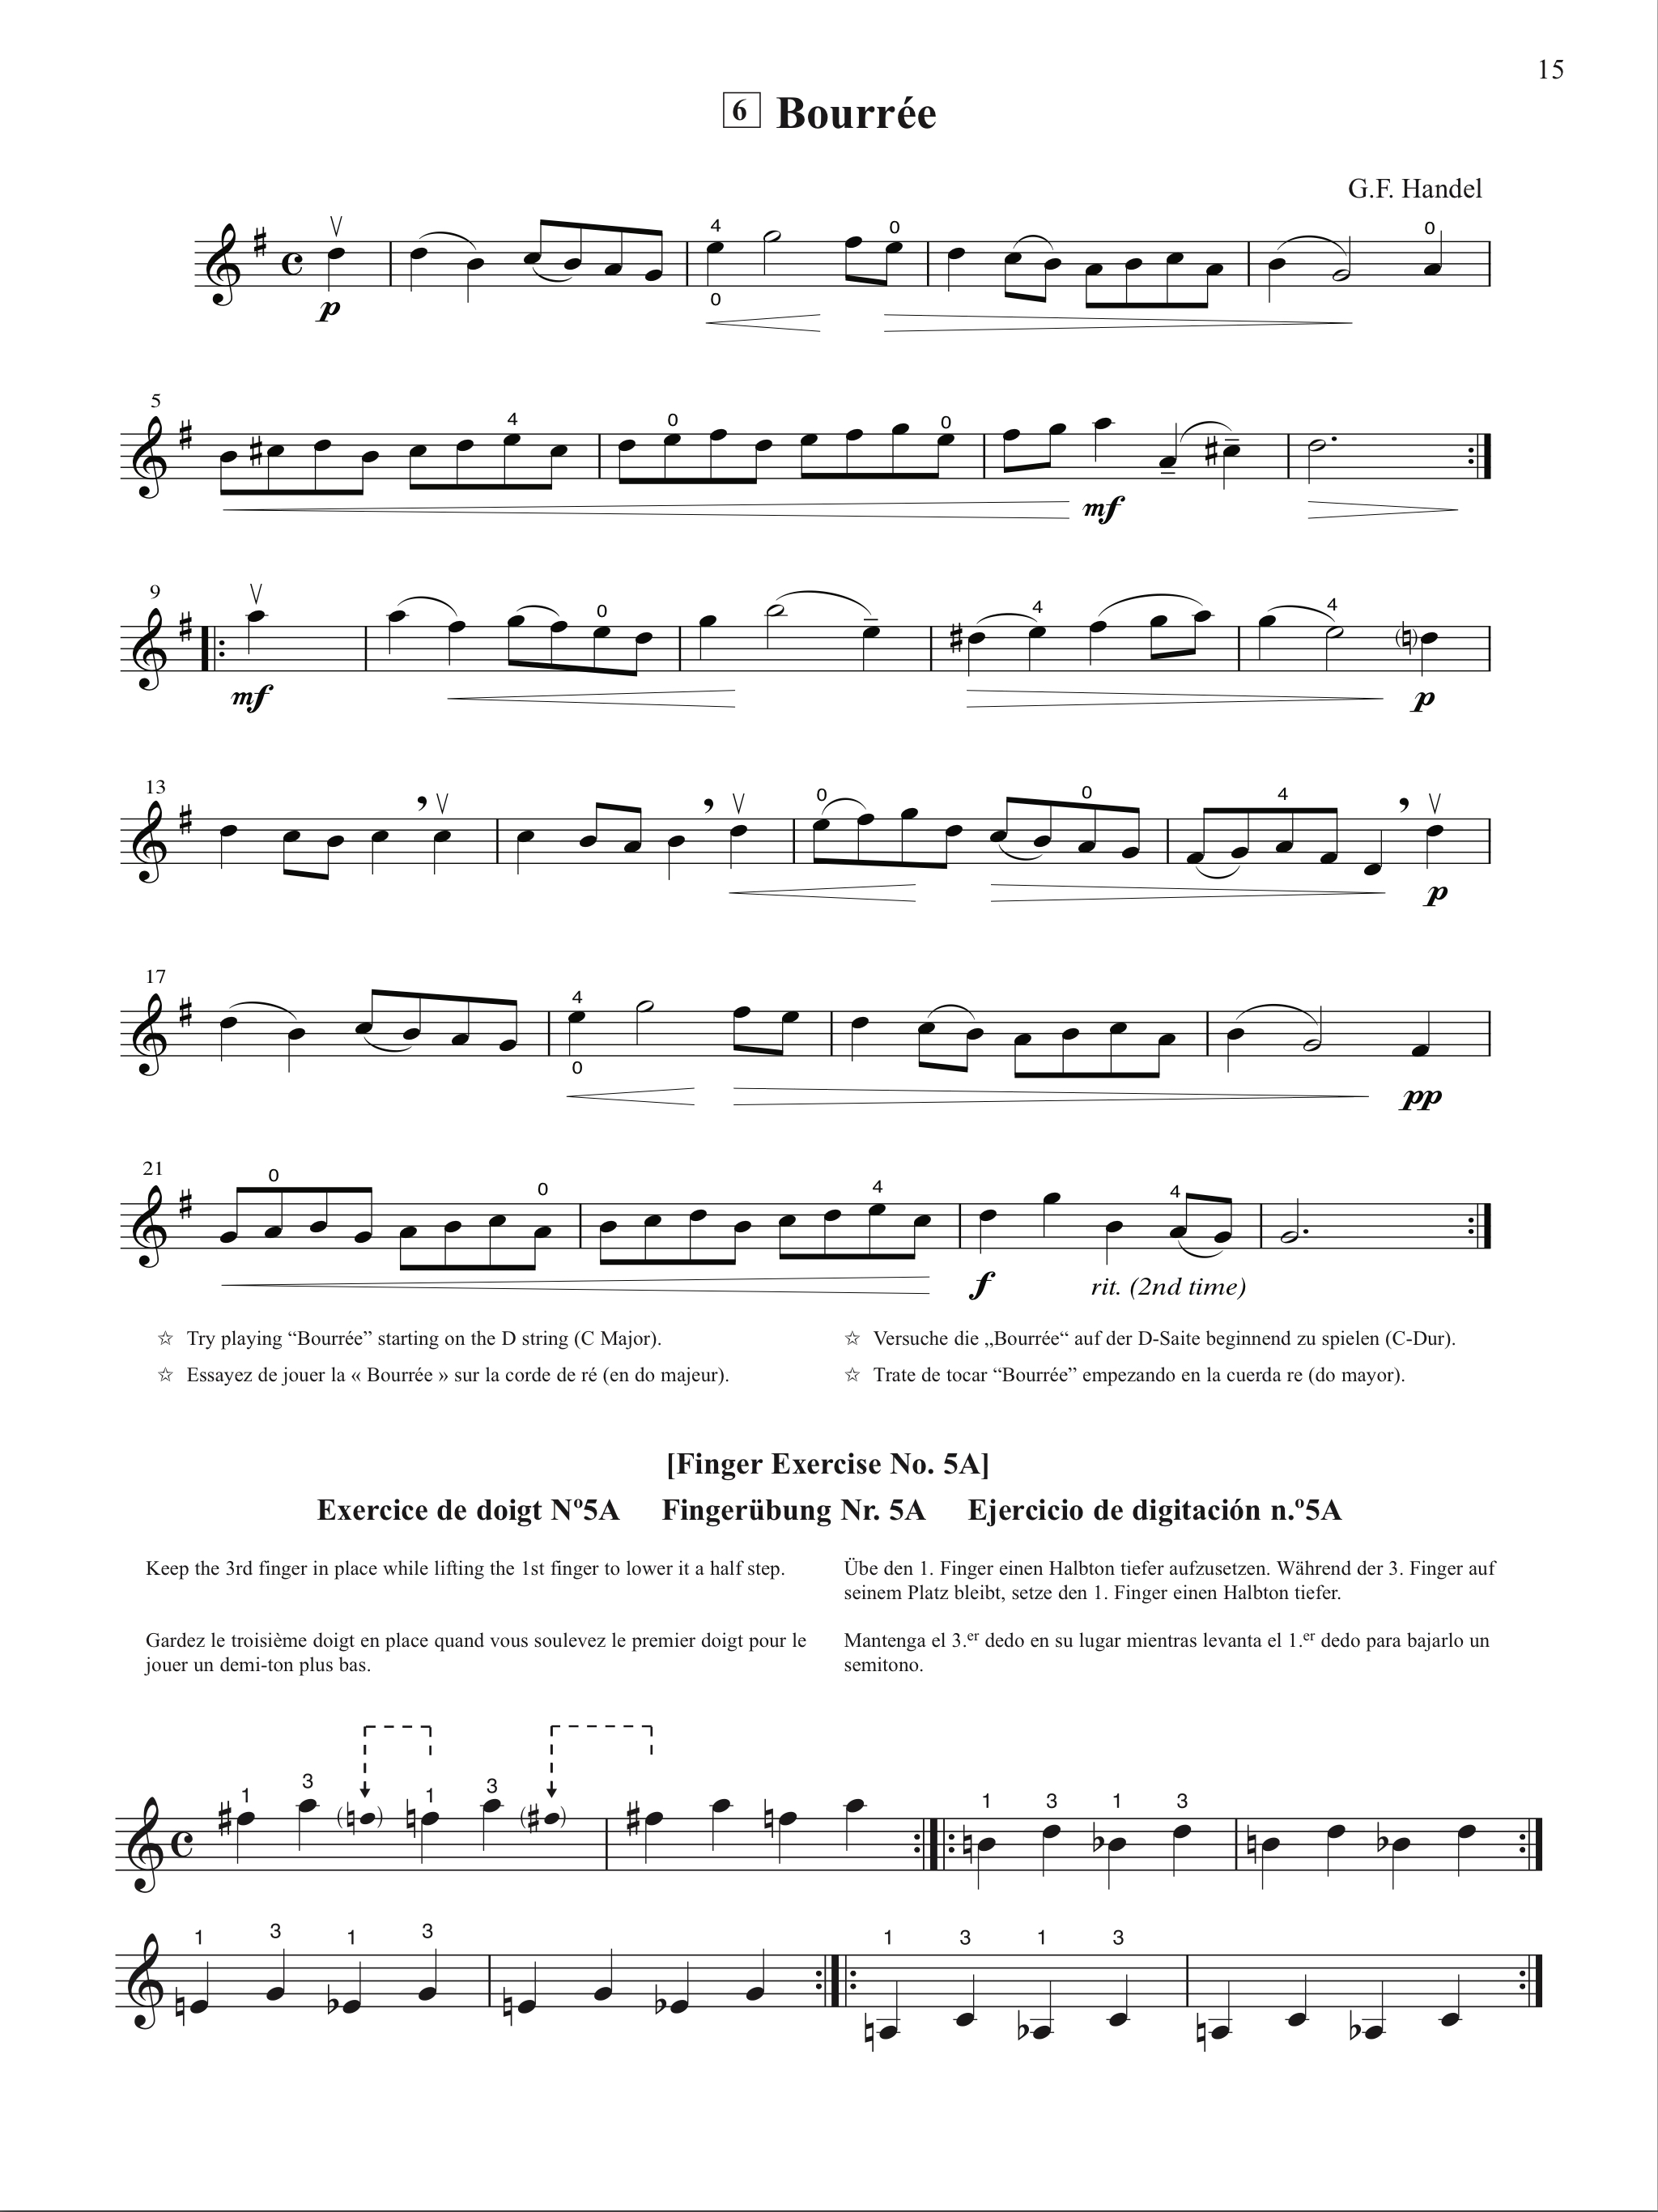 15
6 Bourrée
G.F. Handel
p
4 0 0
0
5
4 0 0
mf
9
0 4 4
mf p
13
0 0 4
p
17
4
0
pp
21
0 0 4 4
f rit. (2nd time)
☆ Try playing “Bourrée” starting on the D string (C Major).
☆ Essayez de jouer la « Bourrée » sur la corde de ré (en do majeur).
☆ Versuche die „Bourrée“ auf der D-Saite beginnend zu spielen (C-Dur).
☆ Trate de tocar “Bourrée” empezando en la cuerda re (do mayor).
[Finger Exercise No. 5A]
Exercice de doigt Nº5A Fingerübung Nr. 5A Ejercicio de digitación n.º5A
Keep the 3rd finger in place while lifting the 1st finger to lower it a half step.
Gardez le troisième doigt en place quand vous soulevez le premier doigt pour le
jouer un demi-ton plus bas.
Übe den 1. Finger einen Halbton tiefer aufzusetzen. Während der 3. Finger auf
seinem Platz bleibt, setze den 1. Finger einen Halbton tiefer.
Mantenga el 3.er dedo en su lugar mientras levanta el 1.er dedo para bajarlo un
semitono.
1 3 1 3 1 3 1 3
1 3 1 3 1 3 1 3